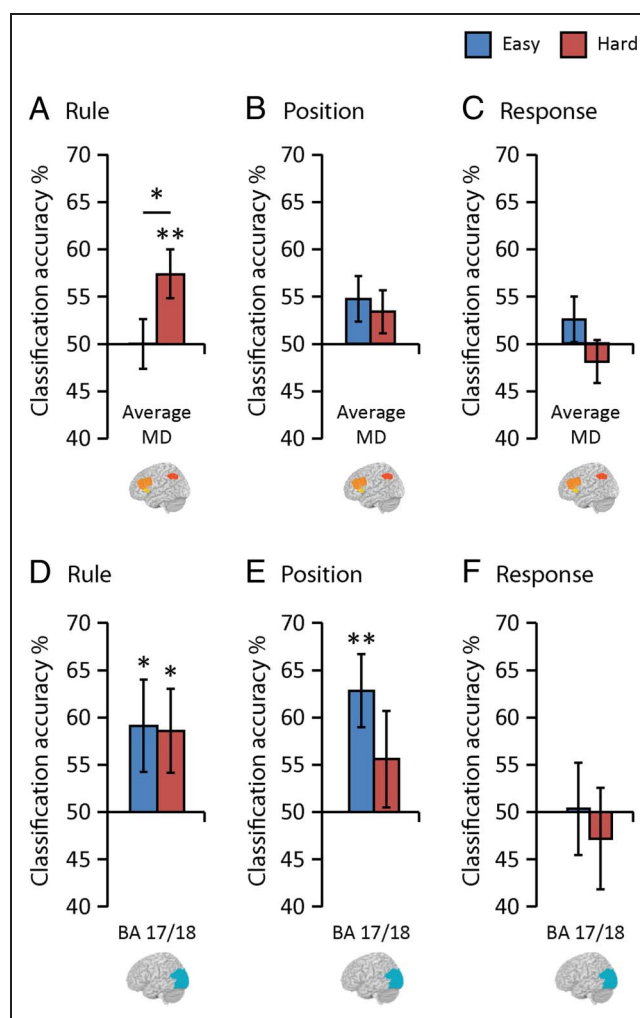 Easy Hard
A Rule
B Position
C Response
Classification accuracy %
70
65
60
55
50
45
40
*
**
Average
MD
Classification accuracy %
70
65
60
55
50
45
40
Average
MD
Classification accuracy %
70
65
60
55
50
45
40
Average
MD
D Rule
E Position
F Response
Classification accuracy %
70
65
60
55
50
45
40
* *
BA 17/18
Classification accuracy %
70
65
60
55
50
45
40
**
BA 17/18
Classification accuracy %
70
65
60
55
50
45
40
BA 17/18